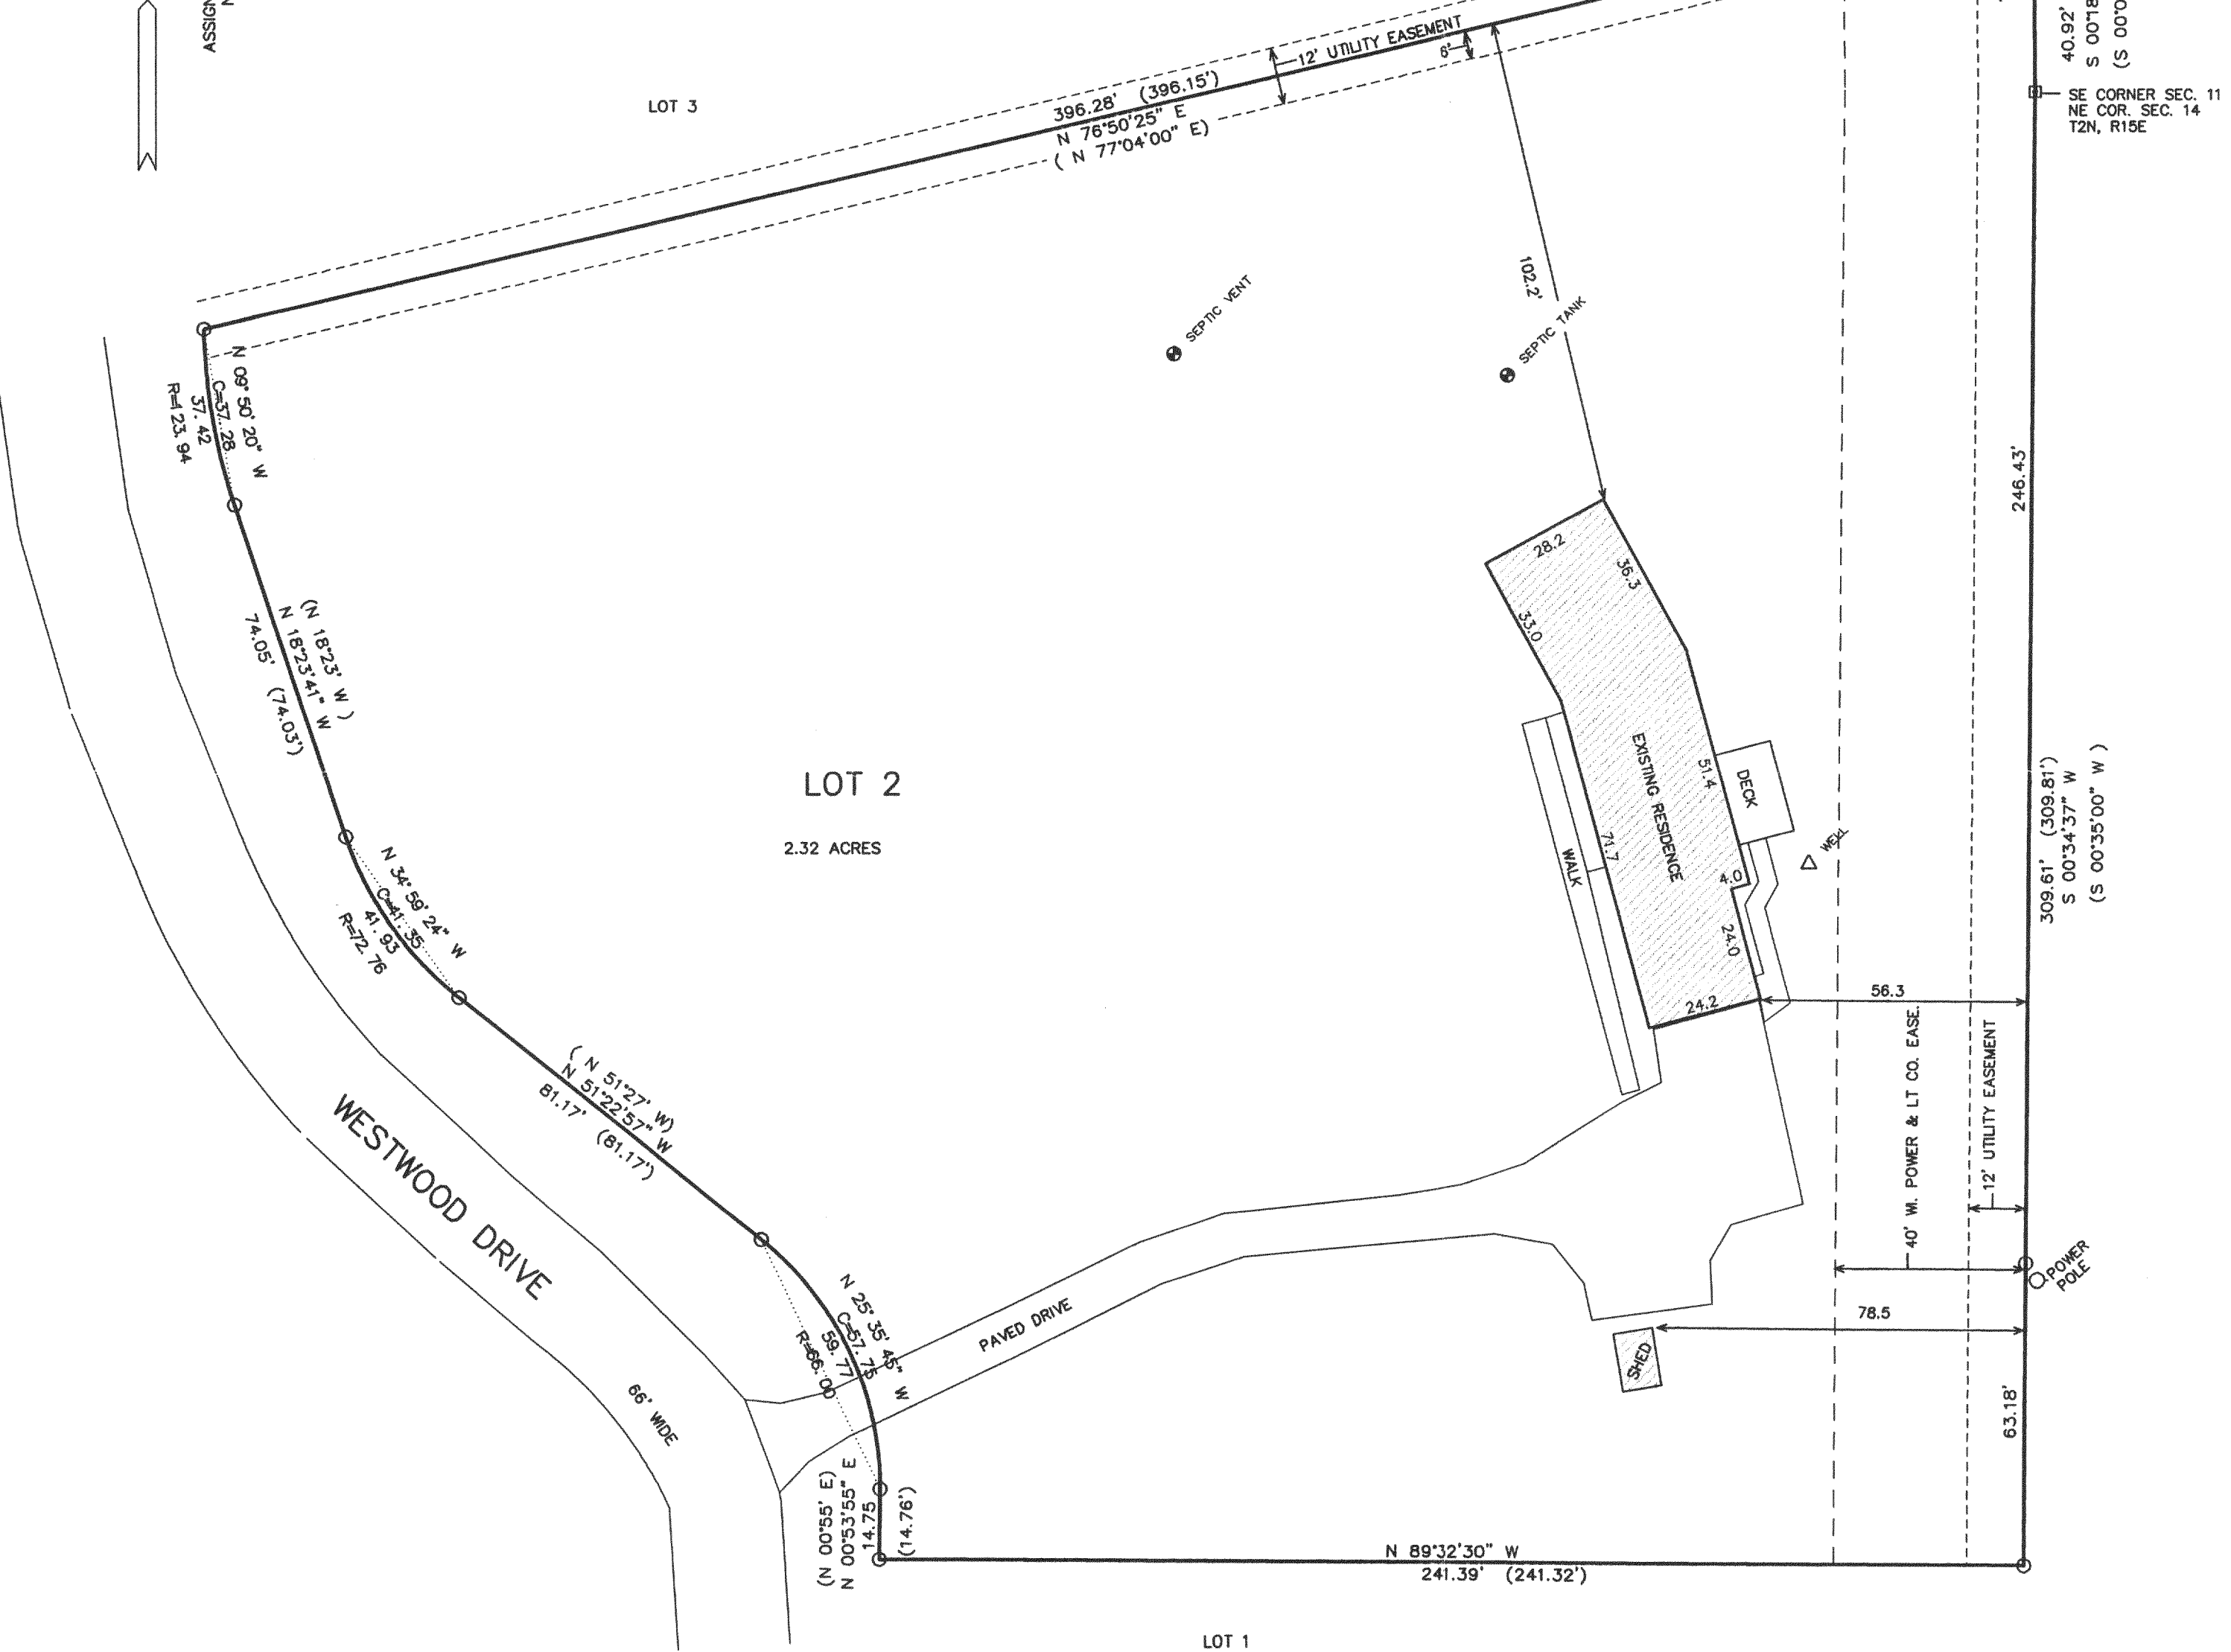 ASSIGN
LOT 3
396.28' (396.15')
N 76°50'25" E
( N 77°04'00" E)
12' UTILITY EASEMENT
6'
40.92'
SE CORNER SEC. 11
NE COR. SEC. 14
T2N, R15E
102.2'
SEPTIC VENT
SEPTIC TANK
N 09°50'20" W
C=37.28
37.42
R=123.94
246.43'
(N 18°23' W )
N 18°23'41" W
74.05' (74.03')
28.2
36.3
33.0
EXISTING RESIDENCE
51.4
DECK
71.7
WALK
4.0
24.0
24.2
WELL
LOT 2
2.32 ACRES
309.61' (309.81')
S 00°34'37" W
(S 00°35'00" W )
N 34°59'24" W
C=41.35
41.93
R=72.76
56.3
40' WI. POWER & LT CO. EASE.
12' UTILITY EASEMENT
( N 51°27' W)
N 51°22'57" W
81.17' (81.17')
WESTWOOD DRIVE
66' WIDE
N 25°35'45" W
C=57.75
59.77
R=66.00
PAVED DRIVE
POWER
POLE
78.5
SHED
63.18'
(N 00°55' E)
N 00°53'55" E
14.75
(14.76')
N 89°32'30" W
241.39' (241.32')
LOT 1